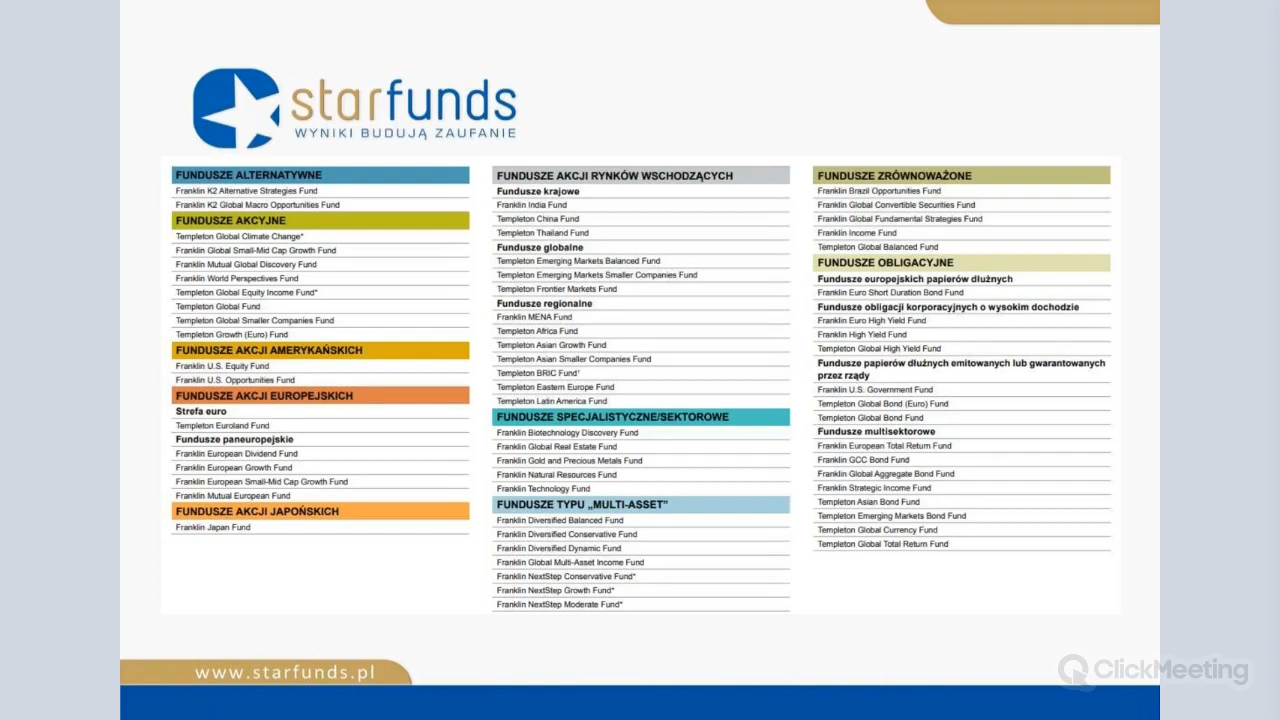 starfunds
WYNIKI BUDUJĄ ZAUFANIE
FUNDUSZE ALTERNATYWNE
Franklin K2 Alternative Strategies Fund
Franklin K2 Global Macro Opportunities Fund
FUNDUSZE AKCYJNE
Templeton Global Climate Change*
Franklin Global Small-Mid Cap Growth Fund
Franklin Mutual Global Discovery Fund
Franklin World Perspectives Fund
Templeton Global Equity Income Fund*
Templeton Global Fund
Templeton Global Smaller Companies Fund
Templeton Growth (Euro) Fund
FUNDUSZE AKCJI AMERYKAŃSKICH
Franklin U.S. Equity Fund
Franklin U.S. Opportunities Fund
FUNDUSZE AKCJI EUROPEJSKICH
Strefa euro
Templeton Euroland Fund
Fundusze paneuropejskie
Franklin European Dividend Fund
Franklin European Growth Fund
Franklin European Small-Mid Cap Growth Fund
Franklin Mutual European Fund
FUNDUSZE AKCJI JAPOŃSKICH
Franklin Japan Fund
FUNDUSZE AKCJI RYNKÓW WSCHODZĄCYCH
Fundusze krajowe
Franklin India Fund
Templeton China Fund
Templeton Thailand Fund
Fundusze globalne
Templeton Emerging Markets Balanced Fund
Templeton Emerging Markets Smaller Companies Fund
Templeton Frontier Markets Fund
Fundusze regionalne
Franklin MENA Fund
Templeton Africa Fund
Templeton Asian Growth Fund
Templeton Asian Smaller Companies Fund
Templeton BRIC Fund†
Templeton Eastern Europe Fund
Templeton Latin America Fund
FUNDUSZE SPECJALISTYCZNE/SEKTOROWE
Franklin Biotechnology Discovery Fund
Franklin Global Real Estate Fund
Franklin Gold and Precious Metals Fund
Franklin Natural Resources Fund
Franklin Technology Fund
FUNDUSZE TYPU „MULTI-ASSET”
Franklin Diversified Balanced Fund
Franklin Diversified Conservative Fund
Franklin Diversified Dynamic Fund
Franklin Global Multi-Asset Income Fund
Franklin NextStep Conservative Fund*
Franklin NextStep Growth Fund*
Franklin NextStep Moderate Fund*
FUNDUSZE ZRÓWNOWAŻONE
Franklin Brazil Opportunities Fund
Franklin Global Convertible Securities Fund
Franklin Global Fundamental Strategies Fund
Franklin Income Fund
Templeton Global Balanced Fund
FUNDUSZE OBLIGACYJNE
Fundusze europejskich papierów dłużnych
Franklin Euro Short Duration Bond Fund
Fundusze obligacji korporacyjnych o wysokim dochodzie
Franklin Euro High Yield Fund
Franklin High Yield Fund
Templeton Global High Yield Fund
Fundusze papierów dłużnych emitowanych lub gwarantowanych
przez rządy
Franklin U.S. Government Fund
Templeton Global Bond (Euro) Fund
Templeton Global Bond Fund
Fundusze multisektorowe
Franklin European Total Return Fund
Franklin GCC Bond Fund
Franklin Global Aggregate Bond Fund
Franklin Strategic Income Fund
Templeton Asian Bond Fund
Templeton Emerging Markets Bond Fund
Templeton Global Currency Fund
Templeton Global Total Return Fund
www.starfunds.pl
ClickMeeting